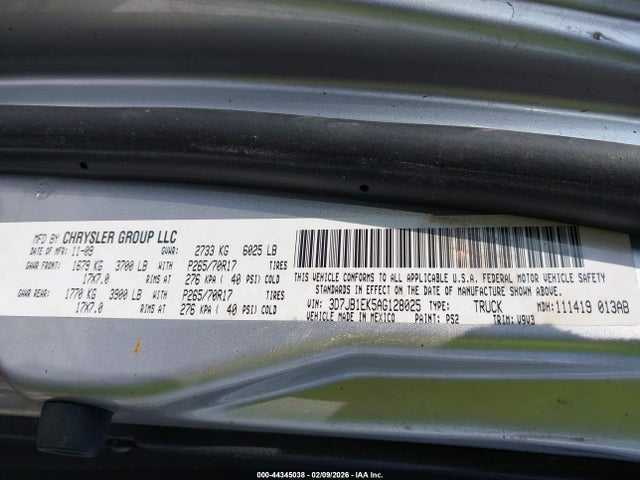 MFD BY CHRYSLER GROUP LLC
DATE OF MFR: 11-09 GVWR: 2733 KG 6025 LB
GAWR FRONT: 1679 KG 3700 LB WITH P265/70R17 TIRES
17X7.0 RIMS AT 276 KPA ( 40 PSI) COLD
GAWR REAR: 1770 KG 3900 LB WITH P265/70R17 TIRES
17X7.0 RIMS AT 276 KPA ( 40 PSI) COLD
THIS VEHICLE CONFORMS TO ALL APPLICABLE U.S.A. FEDERAL MOTOR VEHICLE SAFETY
STANDARDS IN EFFECT ON THE DATE OF MANUFACTURE SHOWN ABOVE.
VIN: 3D7JB1EK5AG128025 TYPE: TRUCK MDH: 111419 013AB
VEHICLE MADE IN MEXICO PAINT: PS2 TRIM: V9V3
000-44345038 - 02/09/2026 - IAA Inc.